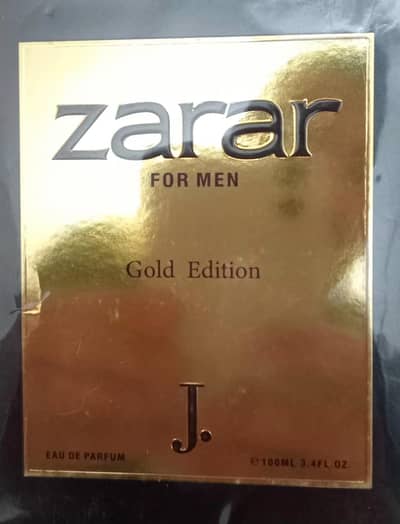 zarar
FOR MEN
Gold Edition
J.
EAU DE PARFUM
℮100ML 3.4FL.OZ.